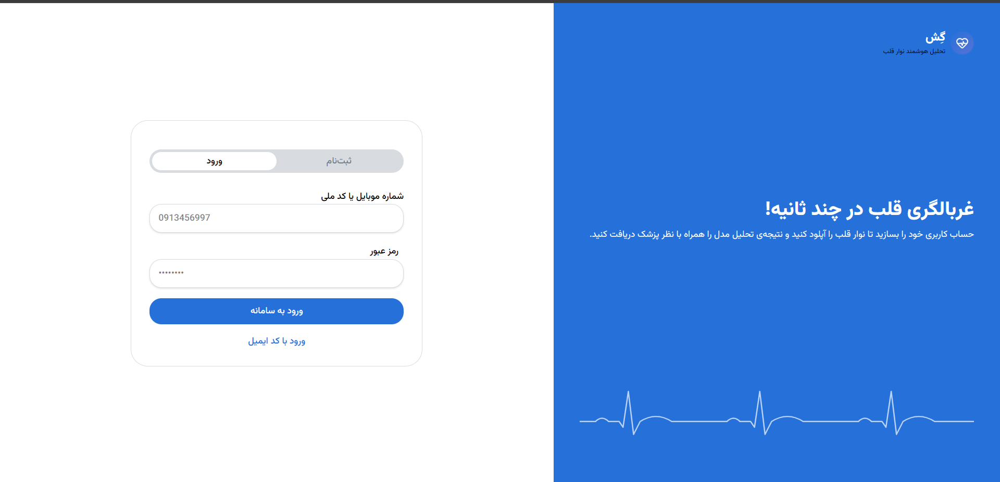 گِش
تحلیل هوشمند نوار قلب
غربالگری قلب در چند ثانیه!
حساب کاربری خود را بسازید تا نوار قلب را آپلود کنید و نتیجه‌ی تحلیل مدل را همراه با نظر پزشک دریافت کنید.
ثبت‌نام
ورود
شماره موبایل یا کد ملی
0913456997
رمز عبور
••••••••
ورود به سامانه
ورود با کد ایمیل